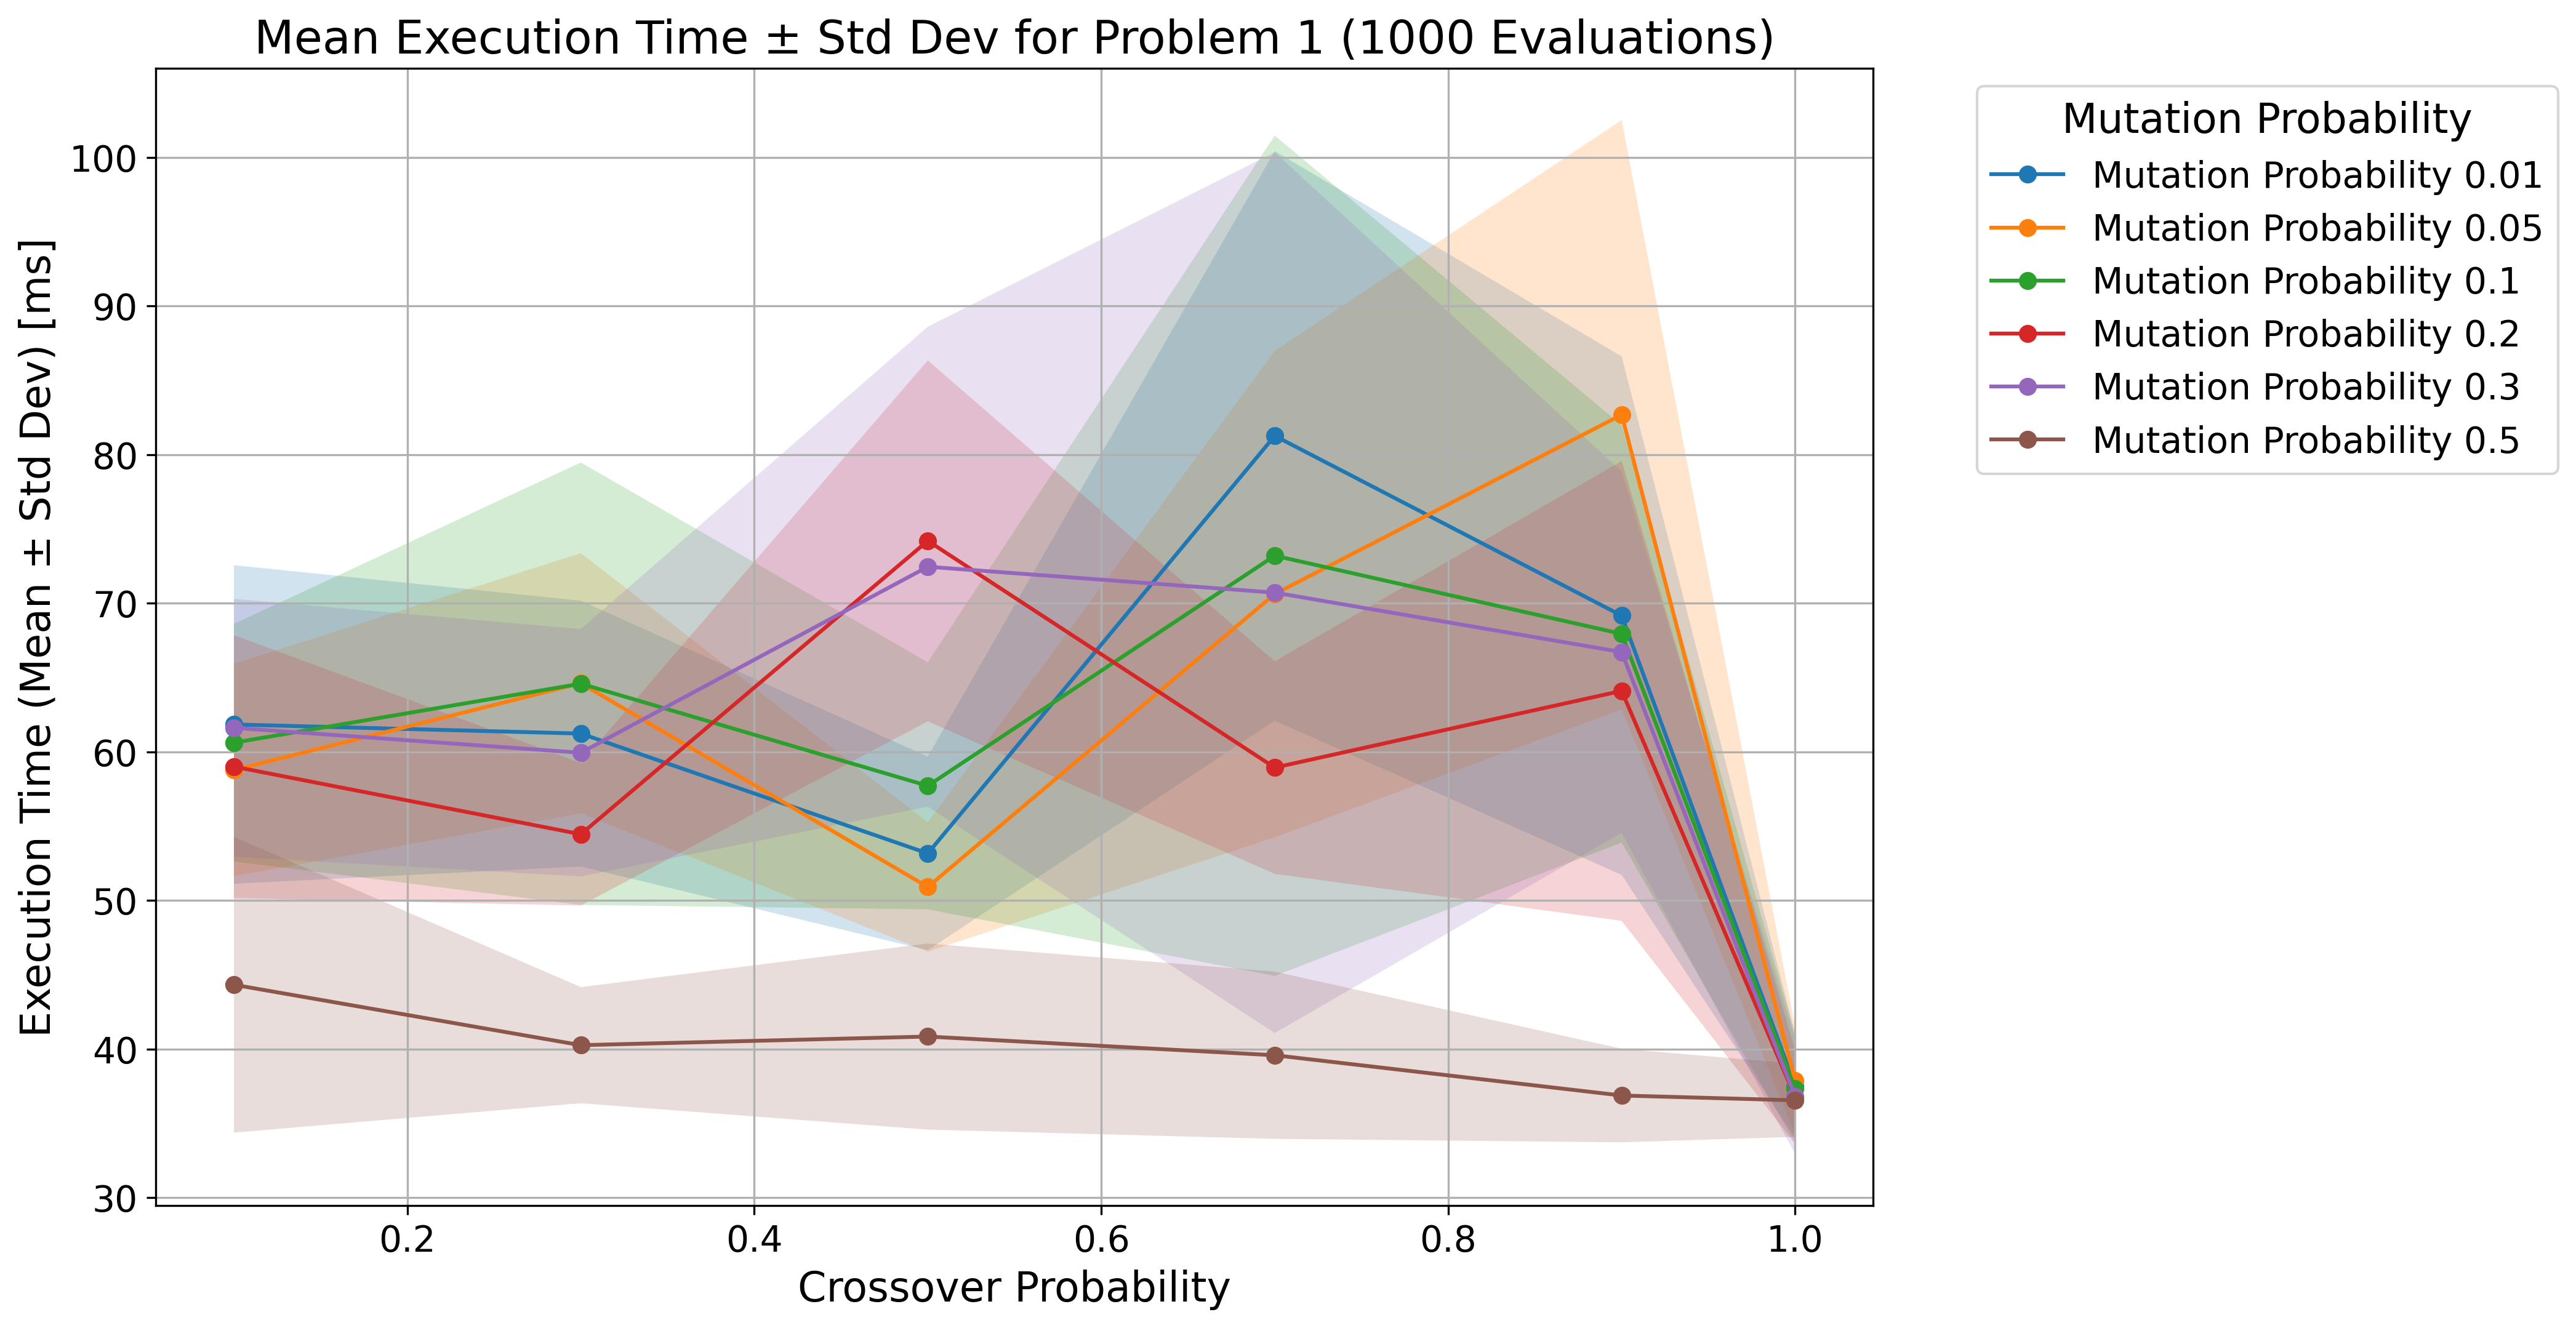 Mean Execution Time ± Std Dev for Problem 1 (1000 Evaluations)
Execution Time (Mean ± Std Dev) [ms]
100
90
80
70
60
50
40
30
0.2
0.4
0.6
0.8
1.0
Crossover Probability
Mutation Probability
Mutation Probability 0.01
Mutation Probability 0.05
Mutation Probability 0.1
Mutation Probability 0.2
Mutation Probability 0.3
Mutation Probability 0.5